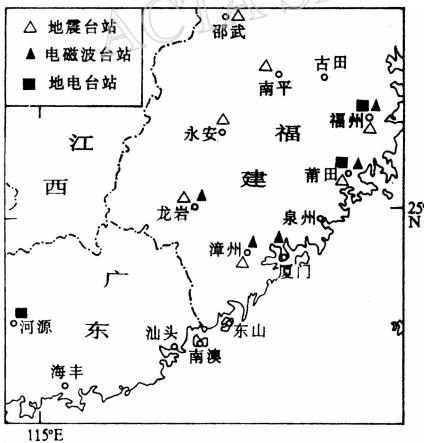 ACTA S
△ 地震台站
▲ 电磁波台站
■ 地电台站
邵武
南平
古田
福州
永安
福
江
西
建
莆田
龙岩
泉州
25°
N
漳州
厦门
广
东
河源
汕头
东山
南澳
海丰
115°E